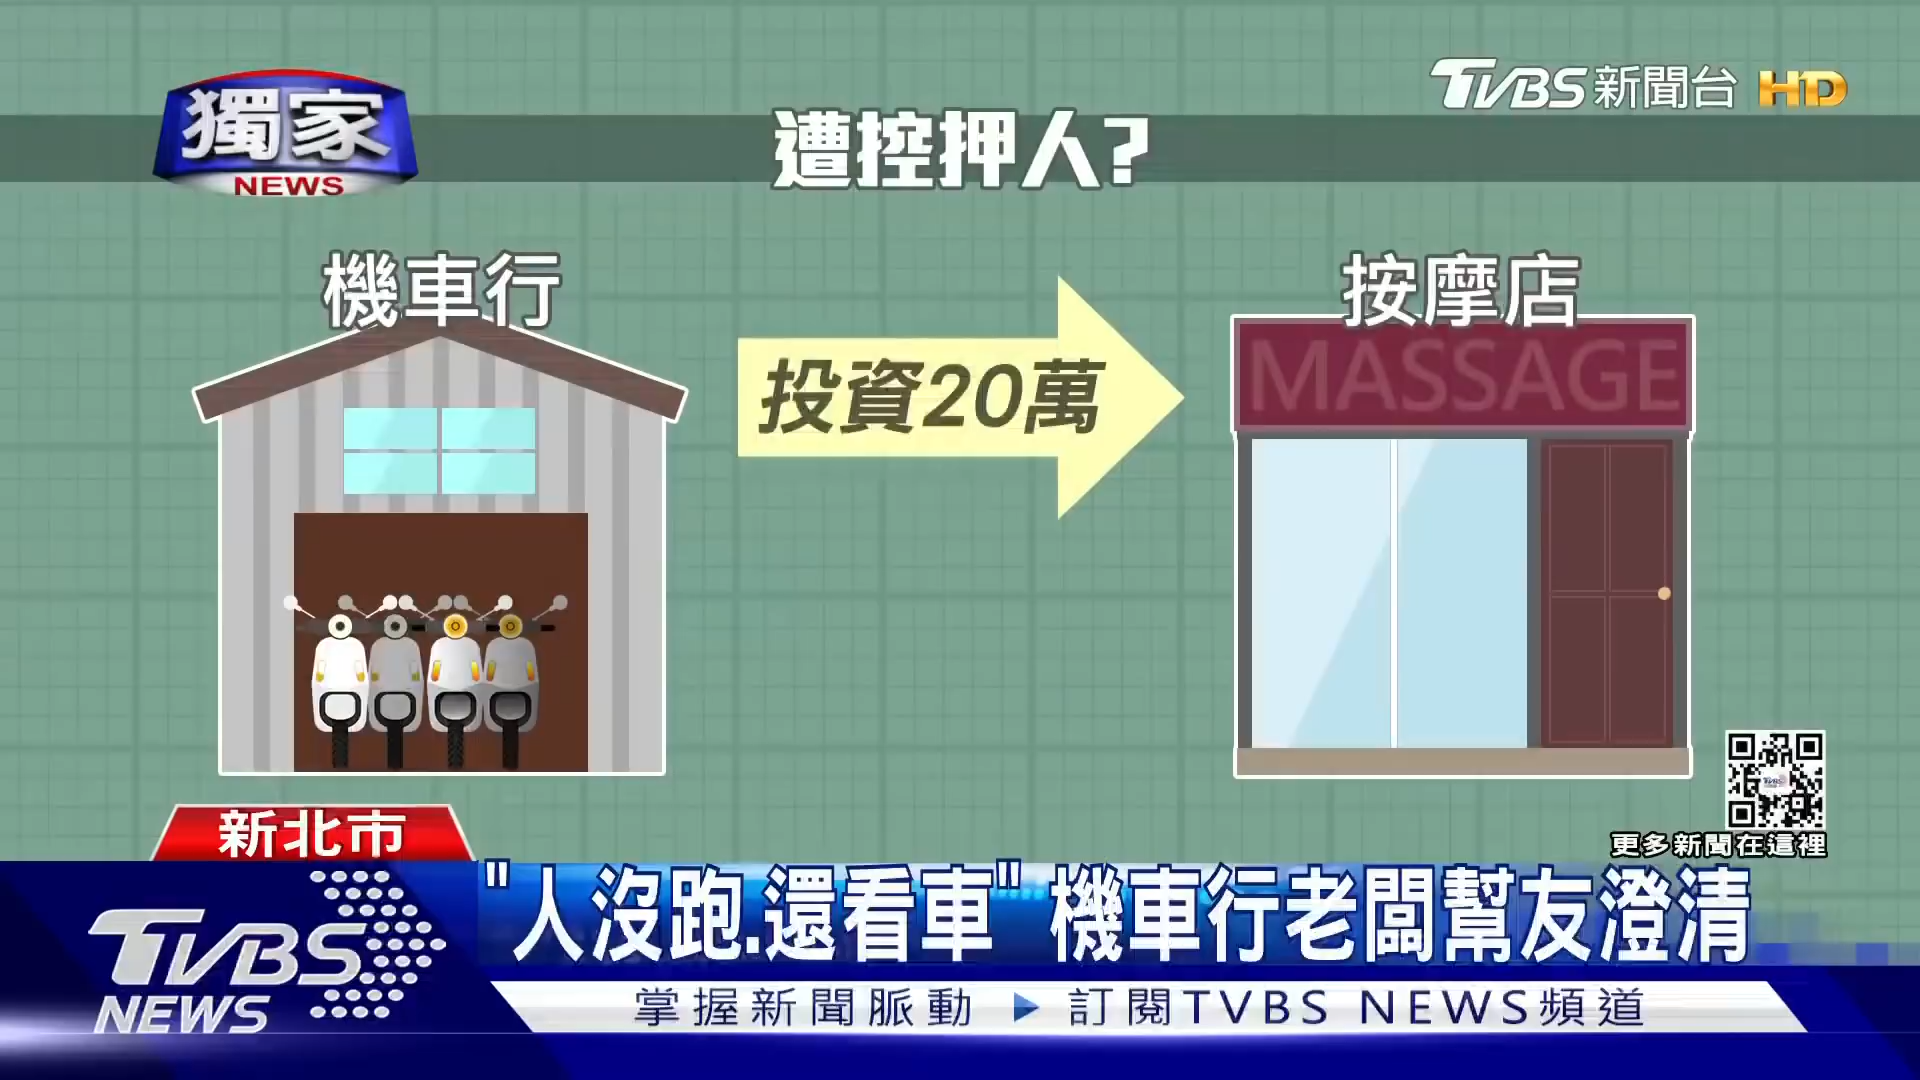 獨家
NEWS
TVBS新聞台 HD
遭控押人?
機車行
投資20萬
按摩店
MASSAGE
更多新聞在這裡
新北市
"人沒跑.還看車" 機車行老闆幫友澄清
TVBS
NEWS
掌握新聞脈動 ▶ 訂閱TVBS NEWS頻道